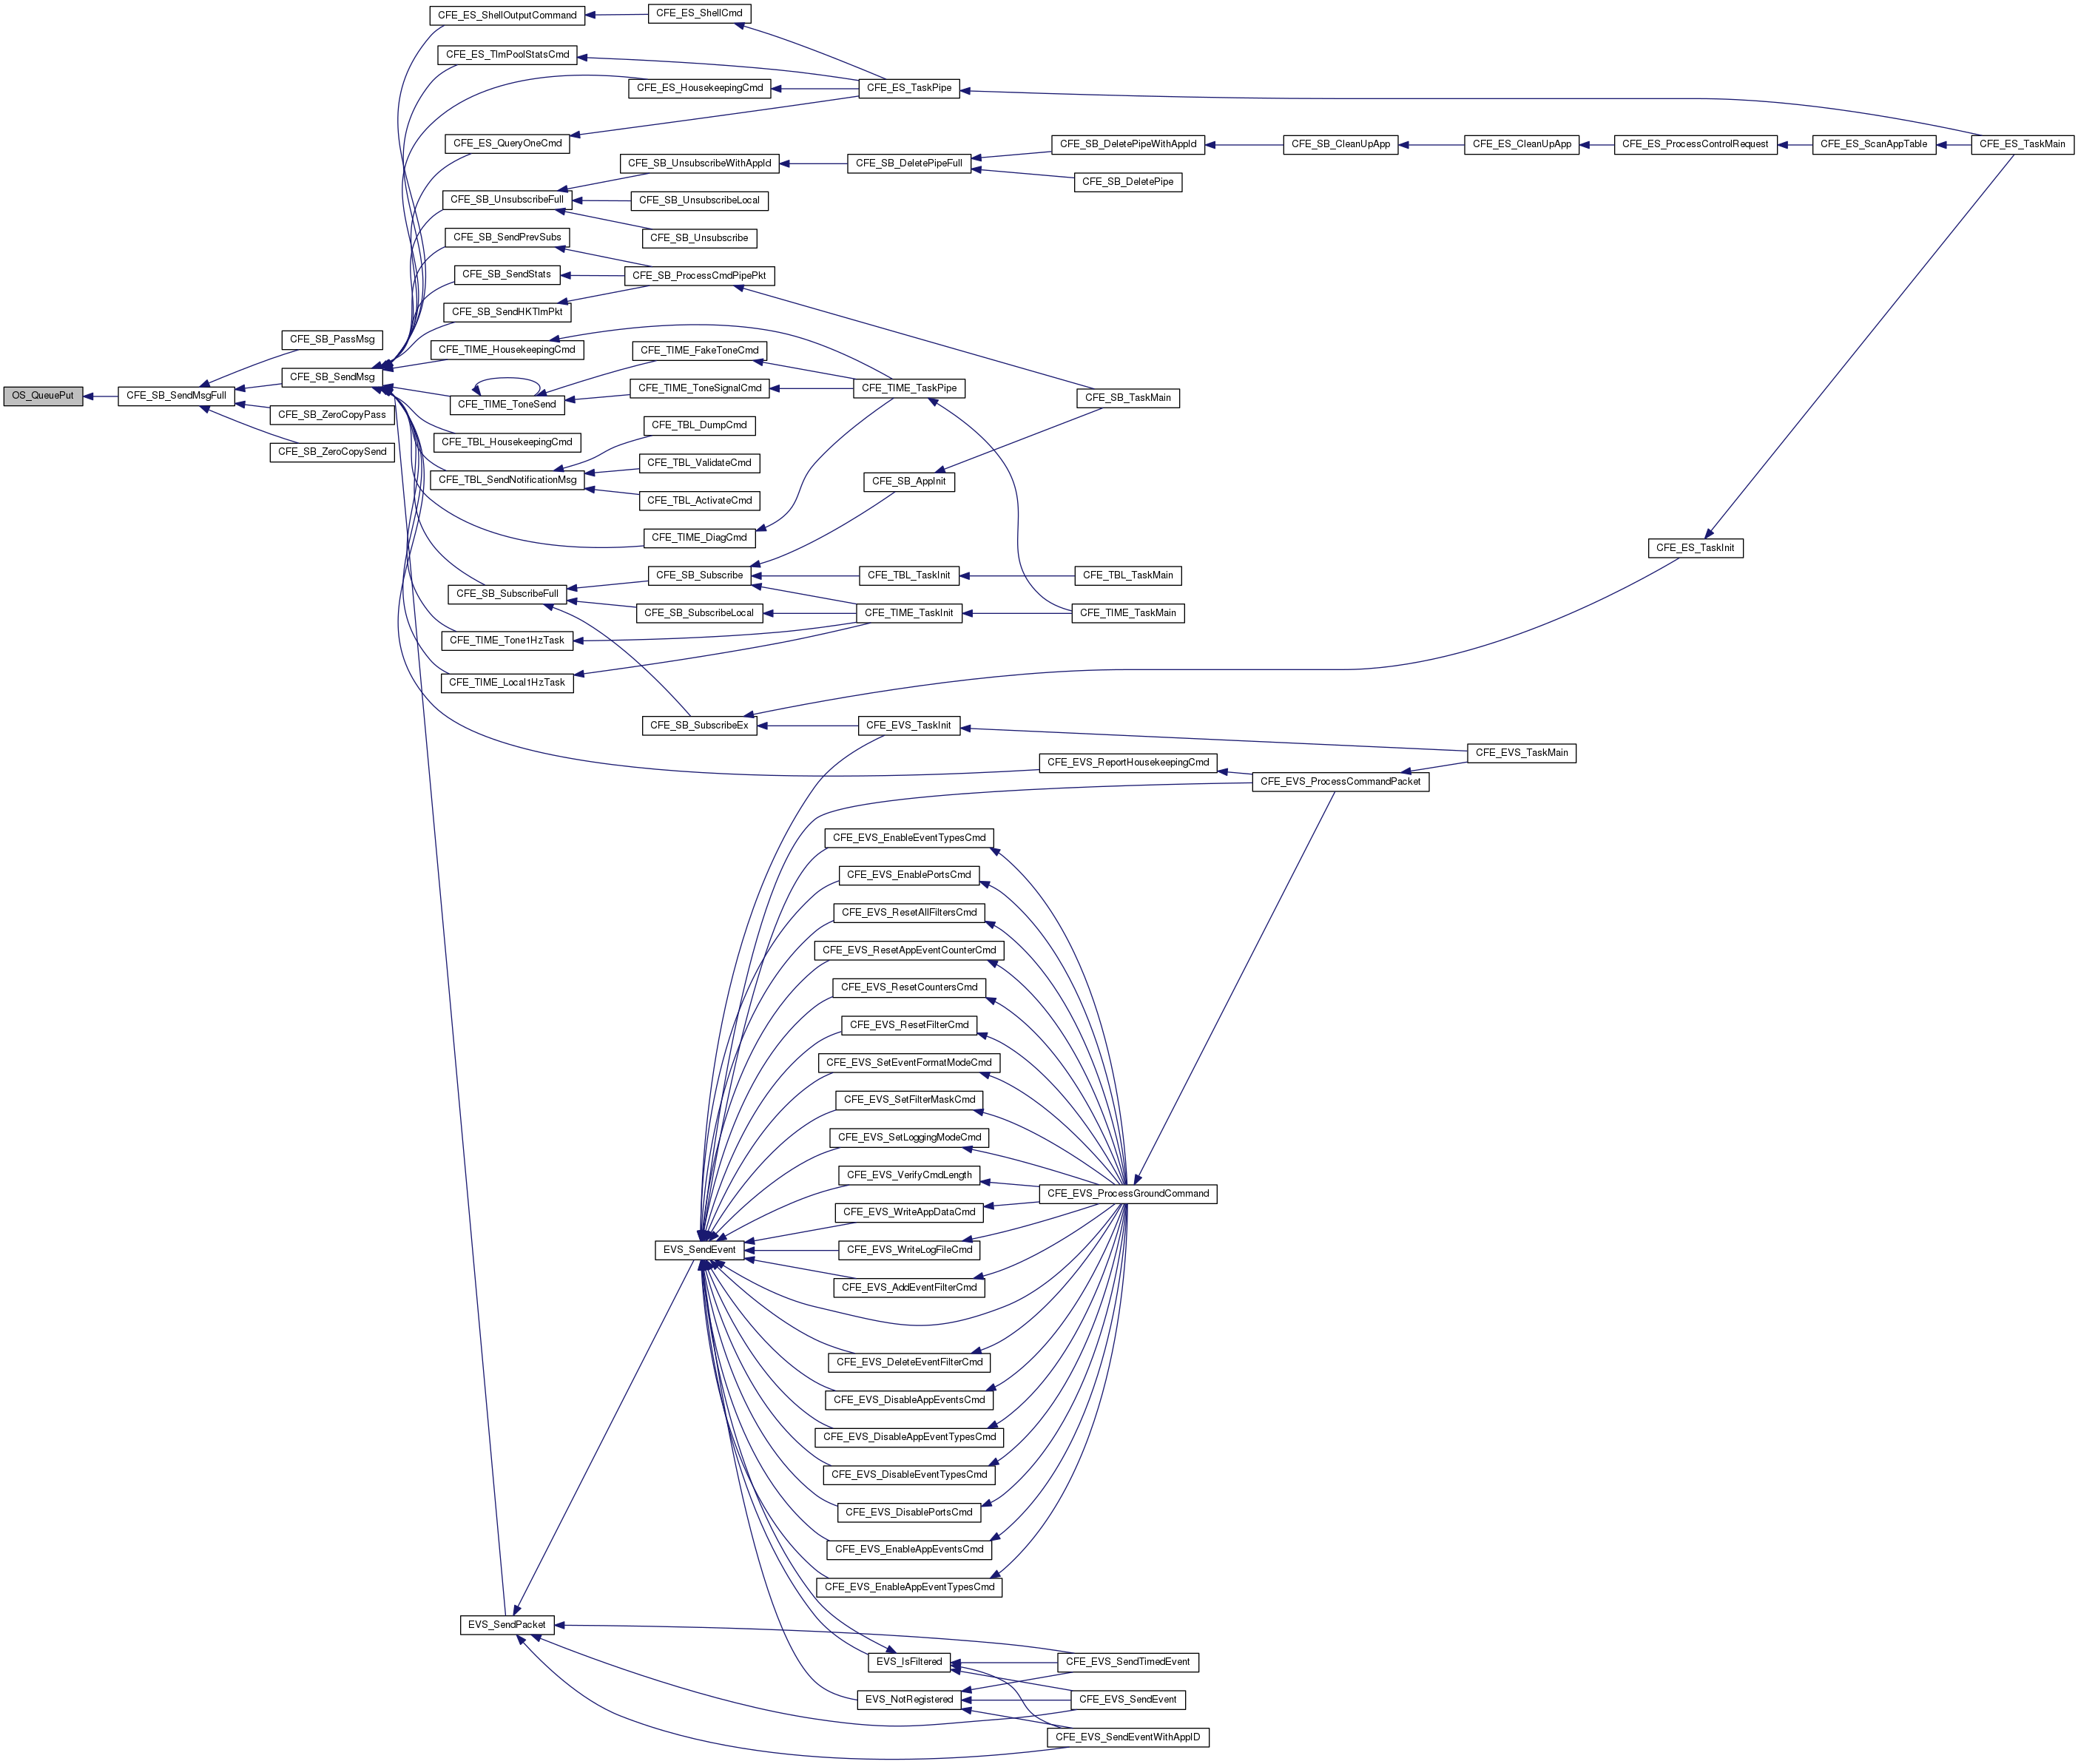 CFE_ES_ShellOutputCommand
CFE_ES_ShellCmd
CFE_ES_TlmPoolStatsCmd
CFE_ES_HousekeepingCmd
CFE_ES_TaskPipe
CFE_ES_QueryOneCmd
CFE_SB_DeletePipeWithAppId
CFE_SB_CleanUpApp
CFE_ES_CleanUpApp
CFE_ES_ProcessControlRequest
CFE_ES_ScanAppTable
CFE_ES_TaskMain
CFE_SB_UnsubscribeWithAppId
CFE_SB_DeletePipeFull
CFE_SB_DeletePipe
CFE_SB_UnsubscribeFull
CFE_SB_UnsubscribeLocal
CFE_SB_Unsubscribe
CFE_SB_SendPrevSubs
CFE_SB_SendStats
CFE_SB_ProcessCmdPipePkt
CFE_SB_SendHKTlmPkt
CFE_SB_PassMsg
CFE_TIME_HousekeepingCmd
CFE_TIME_FakeToneCmd
CFE_SB_SendMsg
CFE_TIME_ToneSignalCmd
CFE_TIME_TaskPipe
OS_QueuePut
CFE_SB_SendMsgFull
CFE_TIME_ToneSend
CFE_SB_TaskMain
CFE_SB_ZeroCopyPass
CFE_TBL_DumpCmd
CFE_TBL_HousekeepingCmd
CFE_SB_ZeroCopySend
CFE_TBL_ValidateCmd
CFE_TBL_SendNotificationMsg
CFE_SB_AppInit
CFE_TBL_ActivateCmd
CFE_TIME_DiagCmd
CFE_ES_TaskInit
CFE_SB_Subscribe
CFE_TBL_TaskInit
CFE_TBL_TaskMain
CFE_SB_SubscribeFull
CFE_SB_SubscribeLocal
CFE_TIME_TaskInit
CFE_TIME_TaskMain
CFE_TIME_Tone1HzTask
CFE_TIME_Local1HzTask
CFE_SB_SubscribeEx
CFE_EVS_TaskInit
CFE_EVS_TaskMain
CFE_EVS_ReportHousekeepingCmd
CFE_EVS_ProcessCommandPacket
CFE_EVS_EnableEventTypesCmd
CFE_EVS_EnablePortsCmd
CFE_EVS_ResetAllFiltersCmd
CFE_EVS_ResetAppEventCounterCmd
CFE_EVS_ResetCountersCmd
CFE_EVS_ResetFilterCmd
CFE_EVS_SetEventFormatModeCmd
CFE_EVS_SetFilterMaskCmd
CFE_EVS_SetLoggingModeCmd
CFE_EVS_VerifyCmdLength
CFE_EVS_ProcessGroundCommand
CFE_EVS_WriteAppDataCmd
EVS_SendEvent
CFE_EVS_WriteLogFileCmd
CFE_EVS_AddEventFilterCmd
CFE_EVS_DeleteEventFilterCmd
CFE_EVS_DisableAppEventsCmd
CFE_EVS_DisableAppEventTypesCmd
CFE_EVS_DisableEventTypesCmd
CFE_EVS_DisablePortsCmd
CFE_EVS_EnableAppEventsCmd
CFE_EVS_EnableAppEventTypesCmd
EVS_SendPacket
EVS_IsFiltered
CFE_EVS_SendTimedEvent
EVS_NotRegistered
CFE_EVS_SendEvent
CFE_EVS_SendEventWithAppID